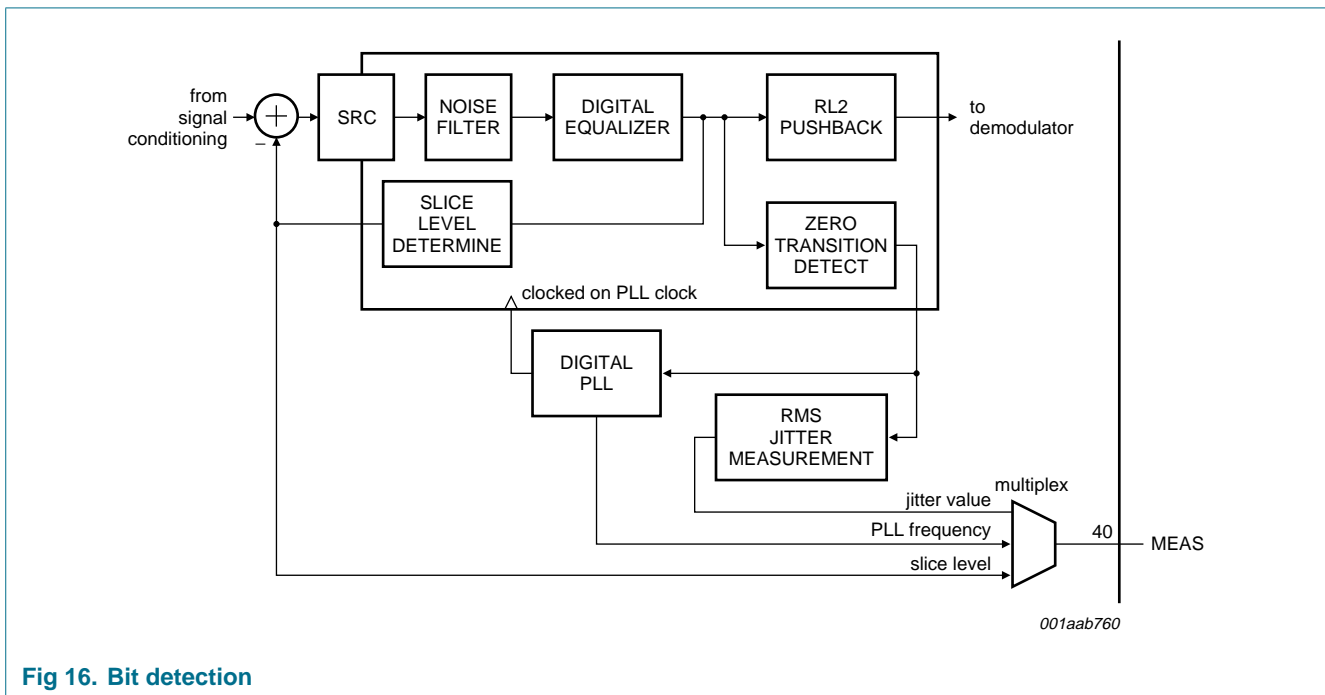 from
signal
conditioning
+
−
SRC
NOISE
FILTER
DIGITAL
EQUALIZER
RL2
PUSHBACK
to
demodulator
SLICE
LEVEL
DETERMINE
ZERO
TRANSITION
DETECT
clocked on PLL clock
DIGITAL
PLL
RMS
JITTER
MEASUREMENT
multiplex
jitter value
PLL frequency
slice level
40
MEAS
001aab760
Fig 16. Bit detection